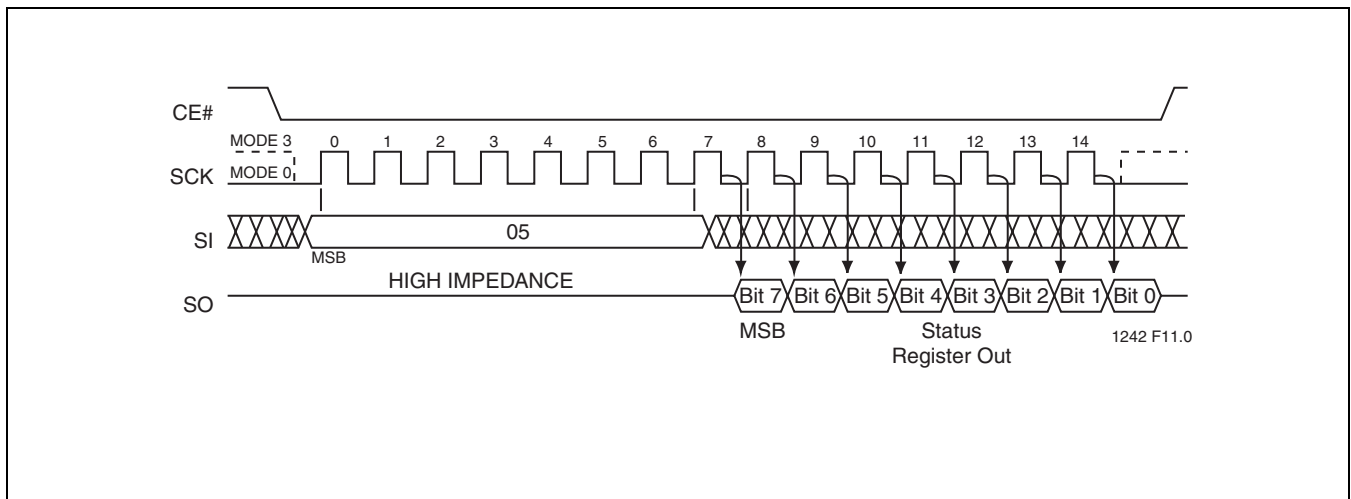 CE#
MODE 3 0 1 2 3 4 5 6 7 8 9 10 11 12 13 14
SCK MODE 0
SI 05
MSB
HIGH IMPEDANCE
SO Bit 7 Bit 6 Bit 5 Bit 4 Bit 3 Bit 2 Bit 1 Bit 0
MSB Status 1242 F11.0
Register Out